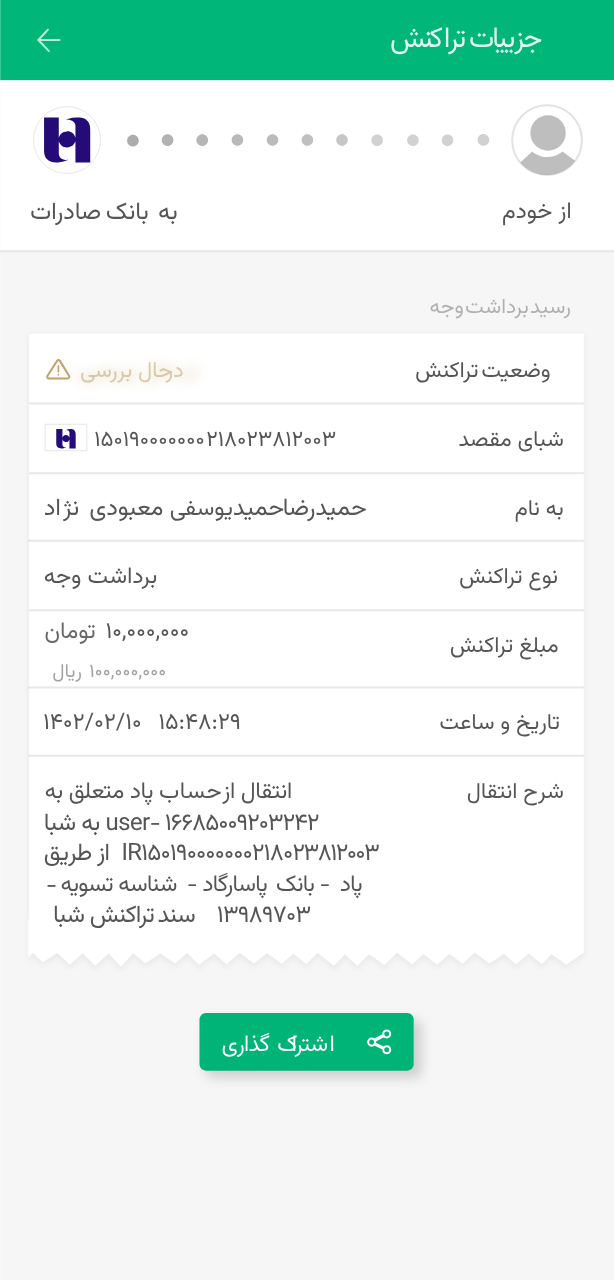 جزییات تراکنش
از خودم
به بانک صادرات
رسید برداشت وجه
وضعیت تراکنش درحال بررسی
شبای مقصد ۱۵۰۱۹۰۰۰۰۰۰۰۲۱۸۰۲۳۸۱۲۰۰۳
به نام حمیدرضاحمیدیوسفی معبودی نژاد
نوع تراکنش برداشت وجه
مبلغ تراکنش ۱۰,۰۰۰,۰۰۰ تومان
۱۰۰,۰۰۰,۰۰۰ ریال
تاریخ و ساعت ۱۴۰۲/۰۲/۱۰ ۱۵:۴۸:۲۹
شرح انتقال انتقال ازحساب پاد متعلق به
user- ۱۶۶۸۵۰۰۹۲۰۳۲۴۲ به شبا
IR۱۵۰۱۹۰۰۰۰۰۰۰۲۱۸۰۲۳۸۱۲۰۰۳ از طریق
پاد - بانک پاسارگاد - شناسه تسویه -
۱۳۹۸۹۷۰۳ سند تراکنش شبا
اشتراک گذاری